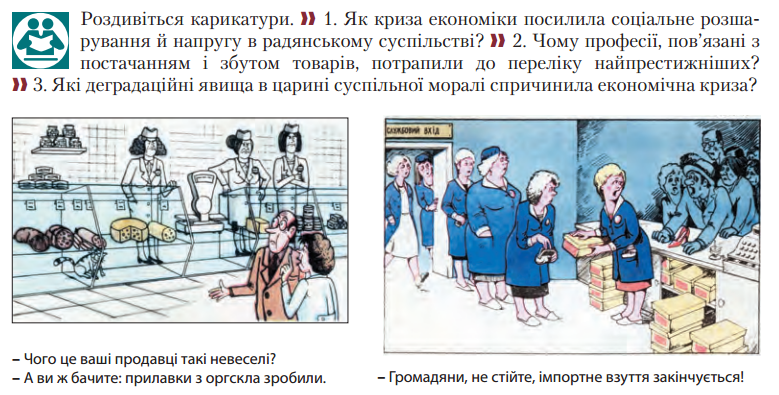 Роздивіться карикатури. 1. Як криза економіки посилила соціальне розша-
рування й напругу в радянському суспільстві? 2. Чому професії, пов’язані з
постачанням і збутом товарів, потрапили до переліку найпрестижніших?
3. Які деградаційні явища в царині суспільної моралі спричинила економічна криза?
СЛУЖБОВИЙ ВХІД
– Чого це ваші продавці такі невеселі?
– А ви ж бачите: прилавки з оргскла зробили.
– Громадяни, не стійте, імпортне взуття закінчується!